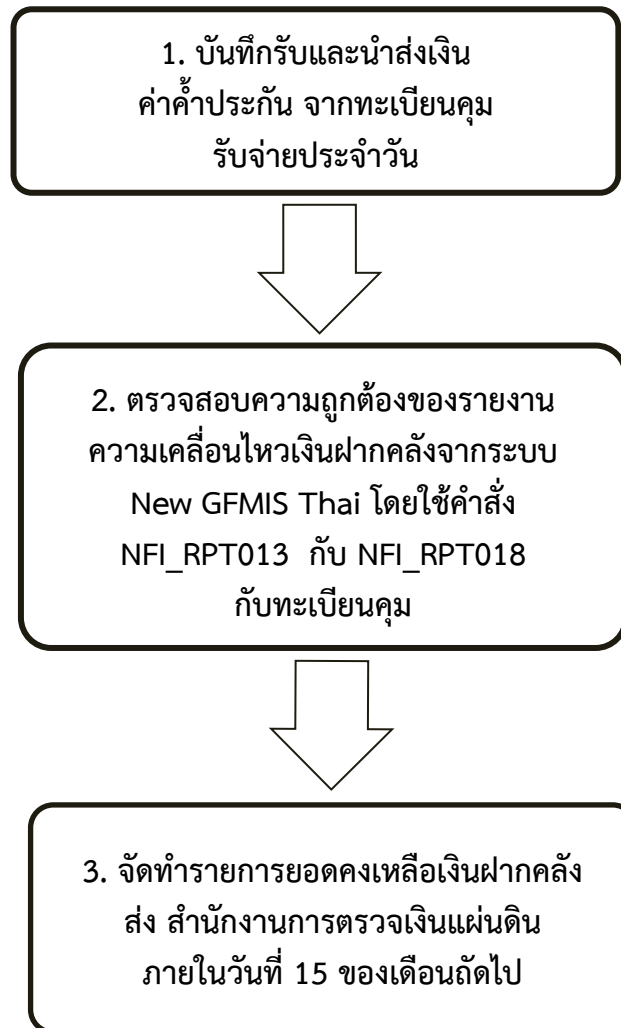 1. บันทึกรับและนำส่งเงิน
ค่าค้ำประกัน จากทะเบียนคุม
รับจ่ายประจำวัน
2. ตรวจสอบความถูกต้องของรายงาน
ความเคลื่อนไหวเงินฝากคลังจากระบบ
New GFMIS Thai โดยใช้คำสั่ง
NFI_RPT013 กับ NFI_RPT018
กับทะเบียนคุม
3. จัดทำรายการยอดคงเหลือเงินฝากคลัง
ส่ง สำนักงานการตรวจเงินแผ่นดิน
ภายในวันที่ 15 ของเดือนถัดไป